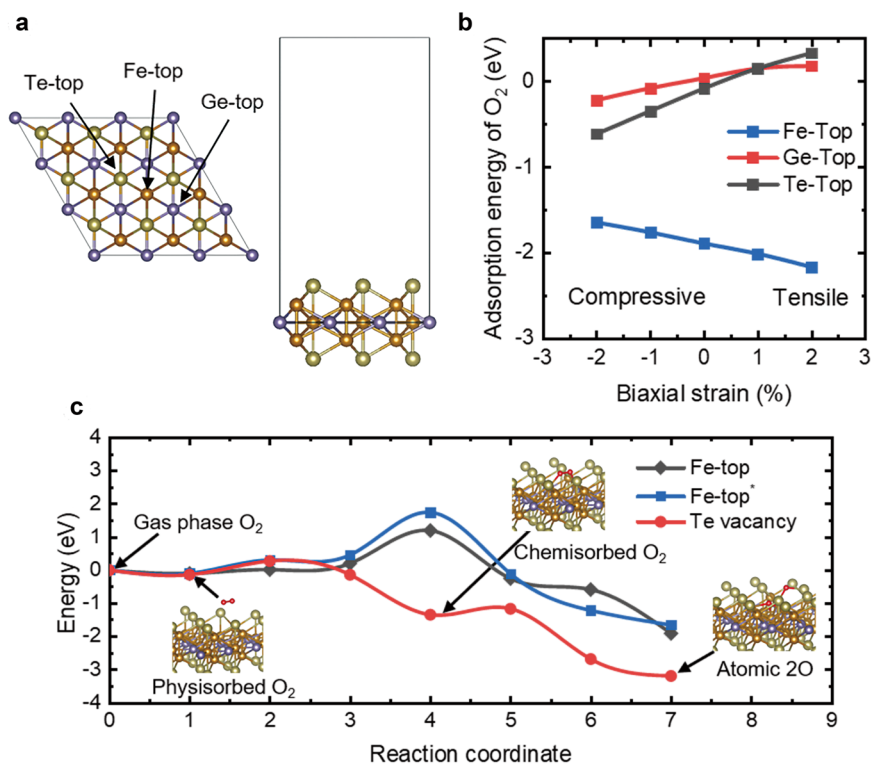 a
Te-top
Fe-top
Ge-top
b
Adsorption energy of O2 (eV)
0
-1
-2
-3
Fe-Top
Ge-Top
Te-Top
Compressive
Tensile
-3 -2 -1 0 1 2 3
Biaxial strain (%)
c
Energy (eV)
4
3
2
1
0
-1
-2
-3
-4
Gas phase O2
Physisorbed O2
Chemisorbed O2
Atomic 2O
Fe-top
Fe-top*
Te vacancy
0 1 2 3 4 5 6 7 8 9
Reaction coordinate